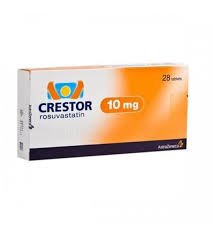 28 tablets
CRESTOR 10 mg
rosuvastatin
AstraZeneca